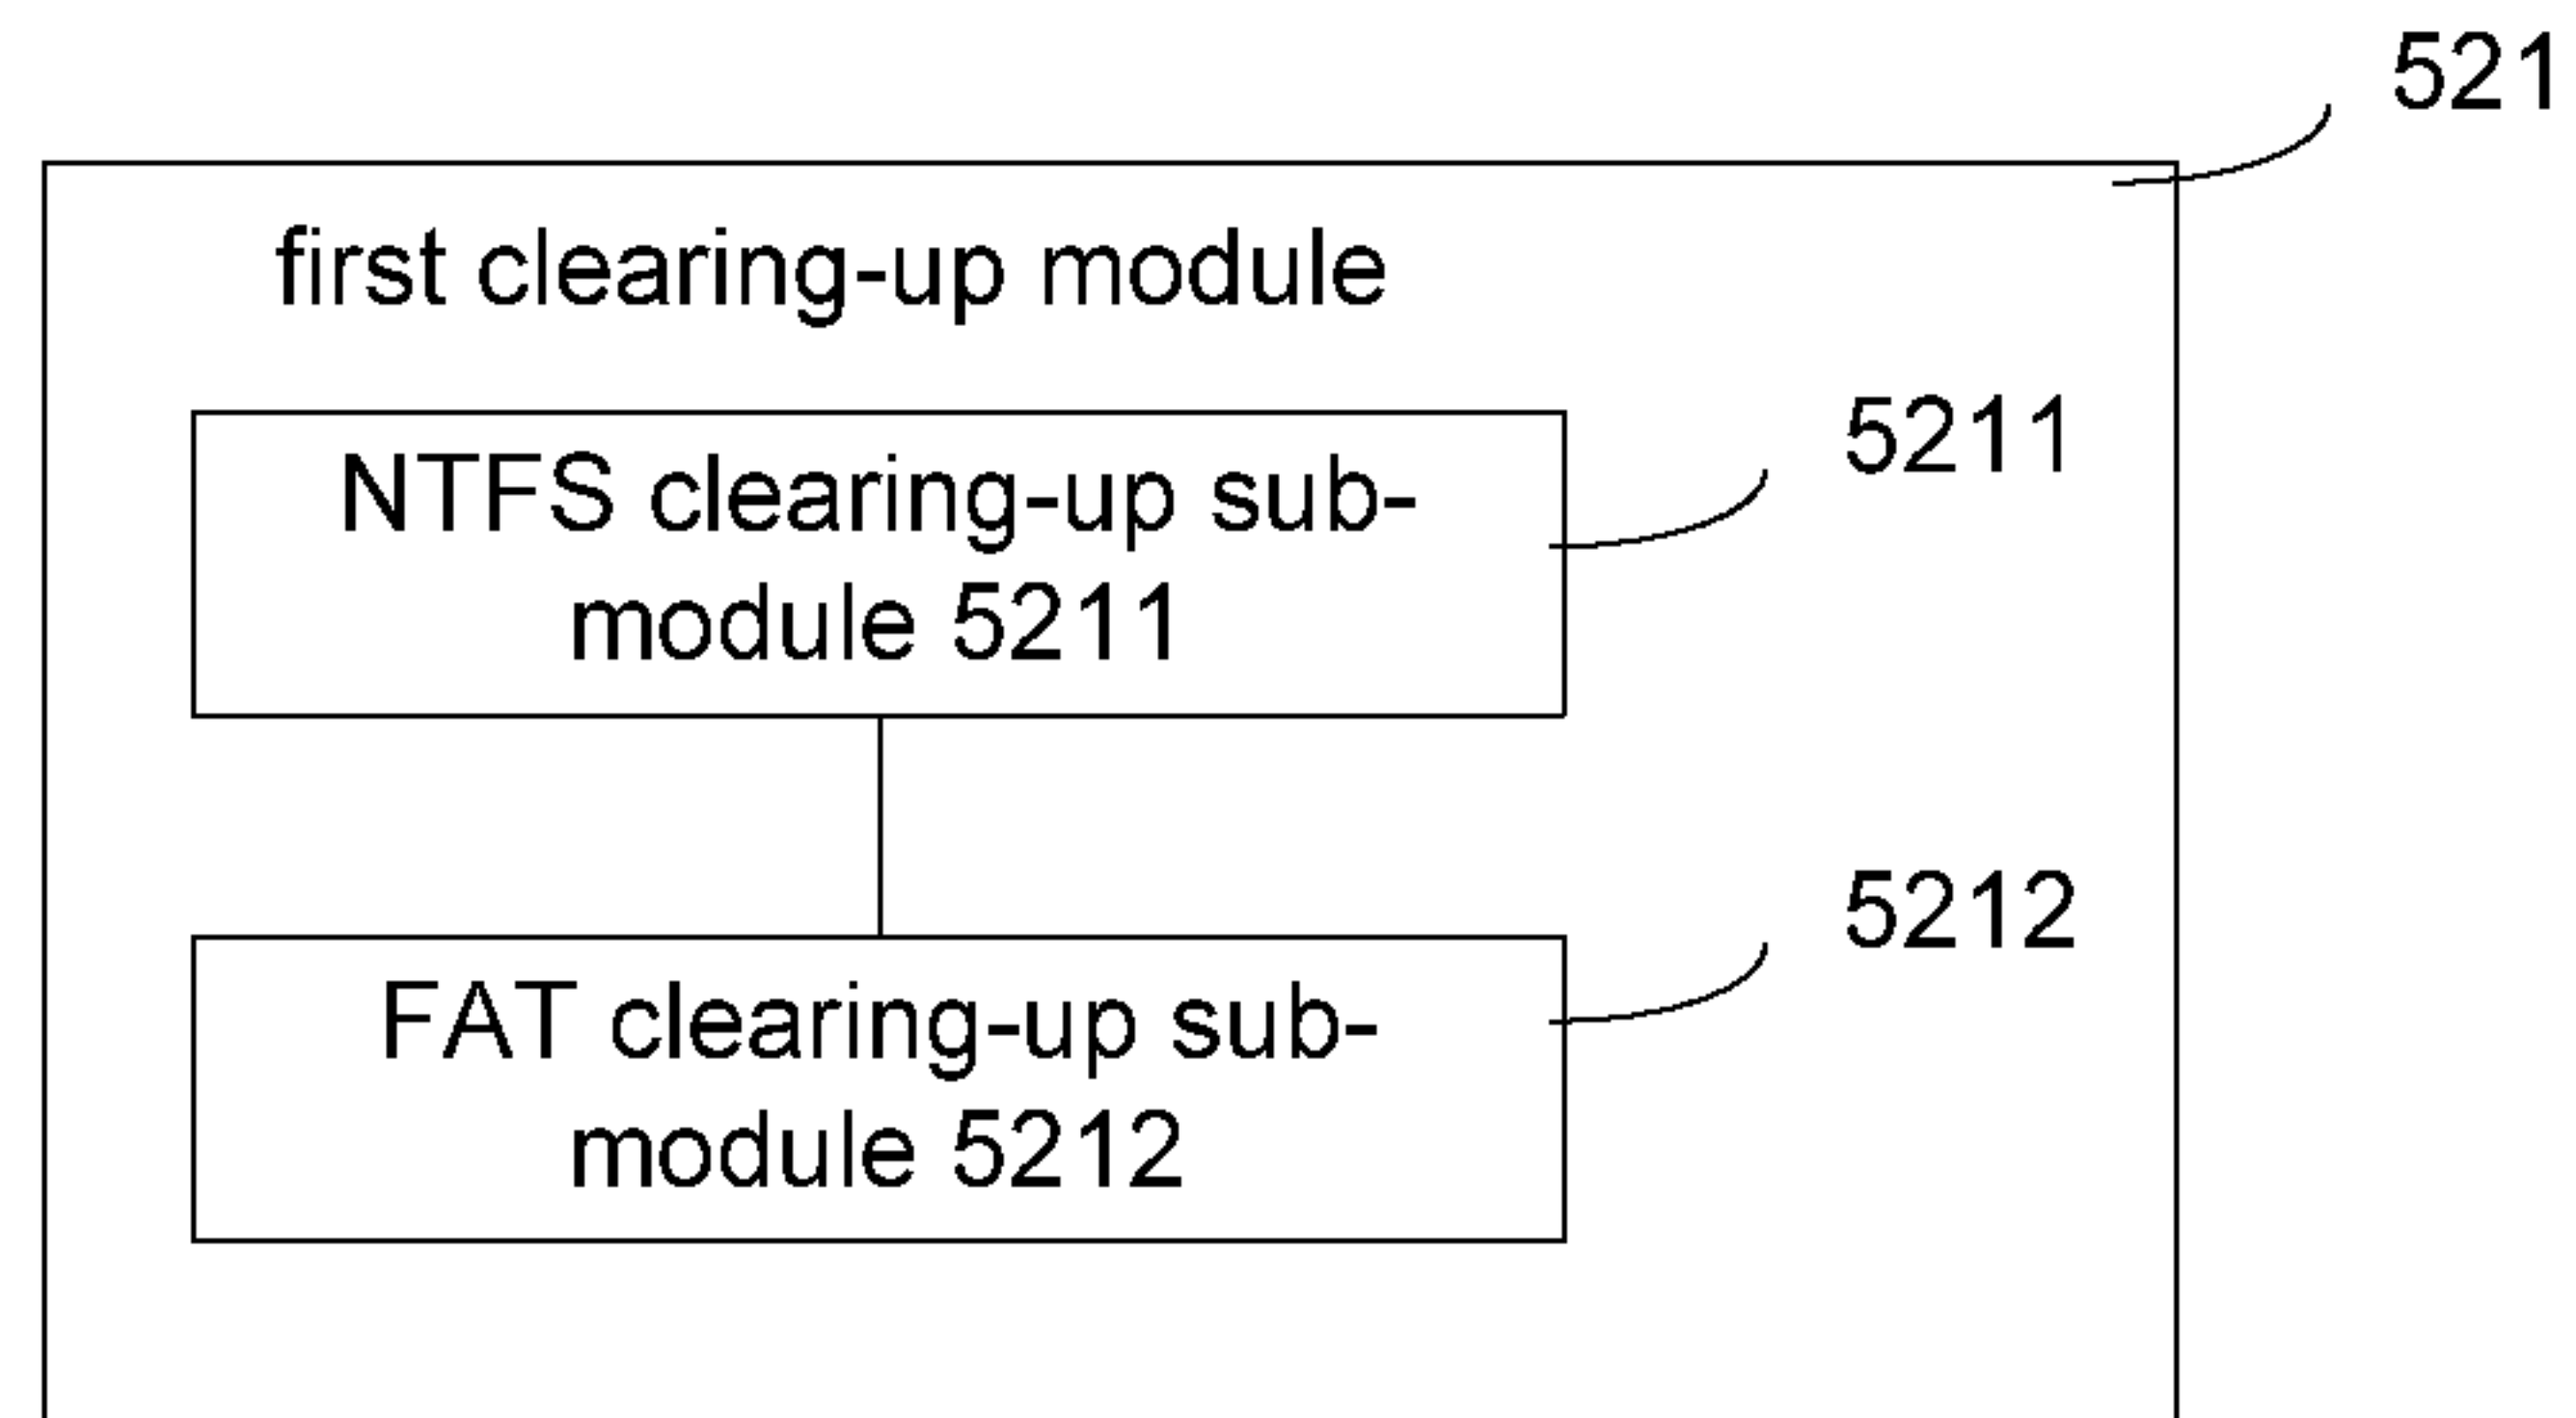 521
first clearing-up module
5211
NTFS clearing-up sub-
module 5211
5212
FAT clearing-up sub-
module 5212